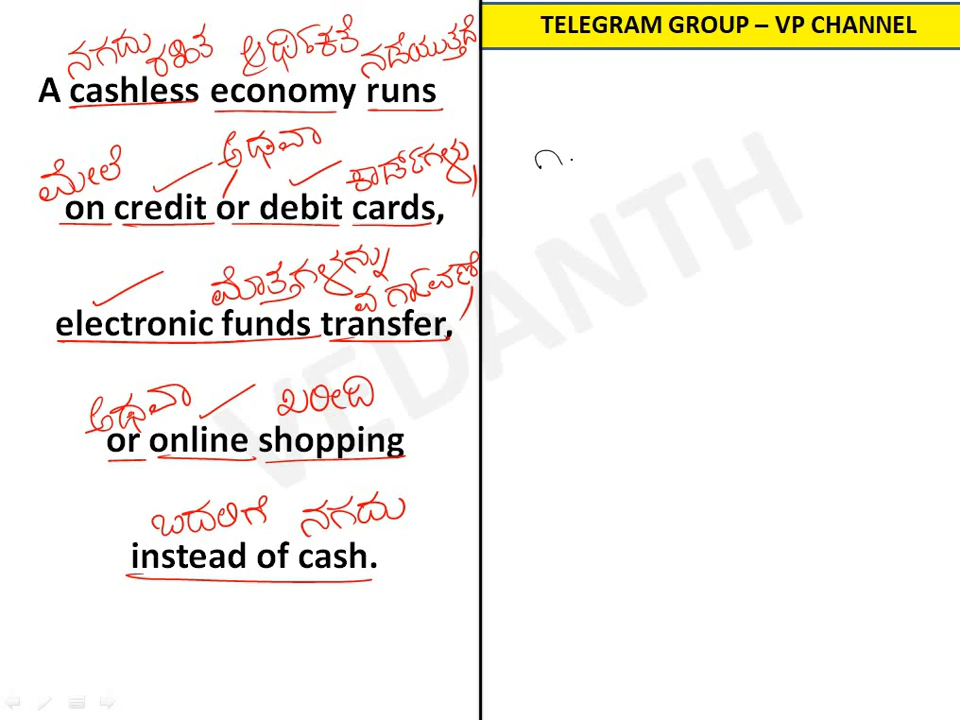 TELEGRAM GROUP – VP CHANNEL
ನಗದು ರಹಿತ ಆರ್ಥಿಕತೆ ನಡೆಯುತ್ತದೆ
A cashless economy runs
ಮೇಲೆ ಅಥವಾ ಕಾರ್ಡ್‌ಗಳು,
on credit or debit cards,
ಮೊತ್ತಗಳನ್ನು ವರ್ಗಾವಣೆ,
electronic funds transfer,
ಅಥವಾ ಖರೀದಿ
or online shopping
ಬದಲಿಗೆ ನಗದು
instead of cash.
VEDANTH